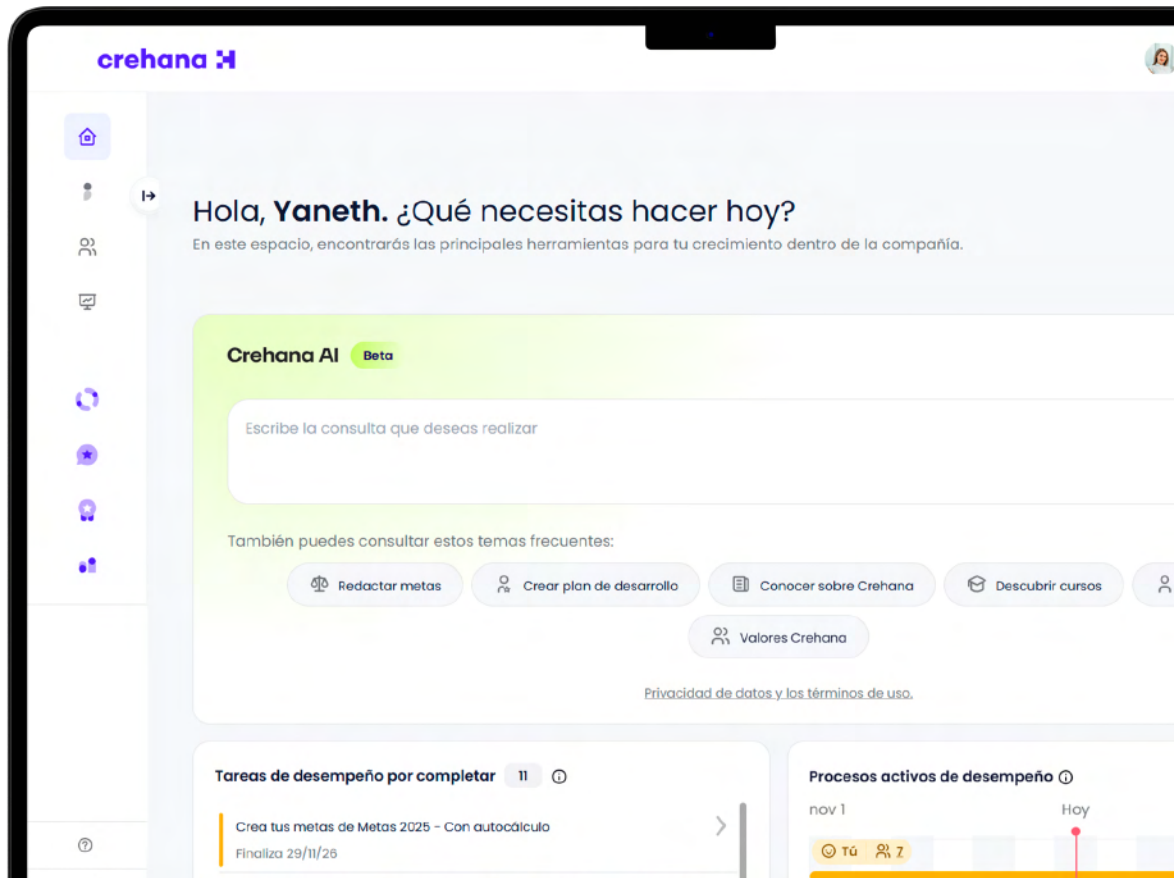 crehana
Hola, Yaneth. ¿Qué necesitas hacer hoy?
En este espacio, encontrarás las principales herramientas para tu crecimiento dentro de la compañía.
Crehana AI Beta
Escribe la consulta que deseas realizar
También puedes consultar estos temas frecuentes:
Redactar metas Crear plan de desarrollo Conocer sobre Crehana Descubrir cursos
Valores Crehana
Privacidad de datos y los términos de uso.
Tareas de desempeño por completar 11
Crea tus metas de Metas 2025 - Con autocálculo
Finaliza 29/11/26
Procesos activos de desempeño
nov 1 Hoy
Tú 7